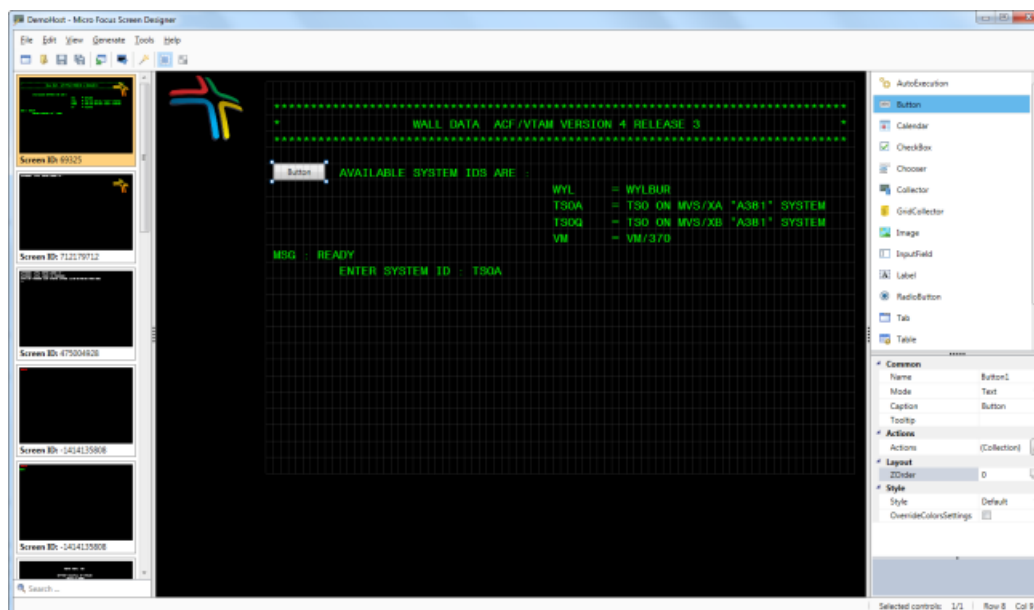 DemoHost - Micro Focus Screen Designer
File Edit View Generate Tools Help
Screen ID: 69325
Screen ID: 712179712
Screen ID: 475004928
Screen ID: -1414135808
Screen ID: -1414135808
Search ...
****************************************************************************
* WALL DATA ACF/VTAM VERSION 4 RELEASE 3 *
****************************************************************************
Button AVAILABLE SYSTEM IDS ARE :
WYL = WYLBUR
TSOA = TSO ON MVS/XA "A381" SYSTEM
TSOQ = TSO ON MVS/XB "A381" SYSTEM
VM = VM/370
MSG : READY
ENTER SYSTEM ID : TSOA
AutoExecution
Button
Calendar
CheckBox
Chooser
Collector
GridCollector
Image
InputField
Label
RadioButton
Tab
Table
Common
Name Button1
Mode Text
Caption Button
Tooltip
Actions
Actions (Collection)
Layout
ZOrder 0
Style
Style Default
OverrideColorsSettings
Selected controls: 1/1 Row 8 Col